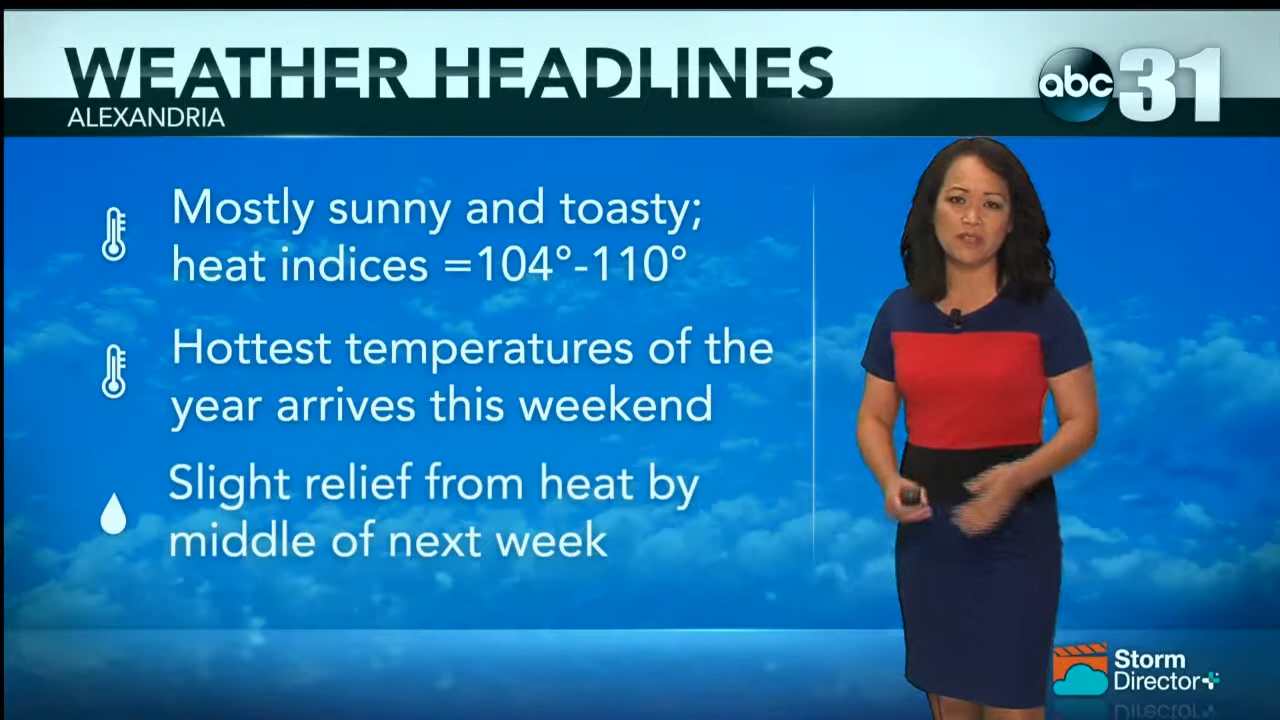 WEATHER HEADLINES
ALEXANDRIA
abc 31
Mostly sunny and toasty;
heat indices =104°-110°
Hottest temperatures of the
year arrives this weekend
Slight relief from heat by
middle of next week
Storm
Director+